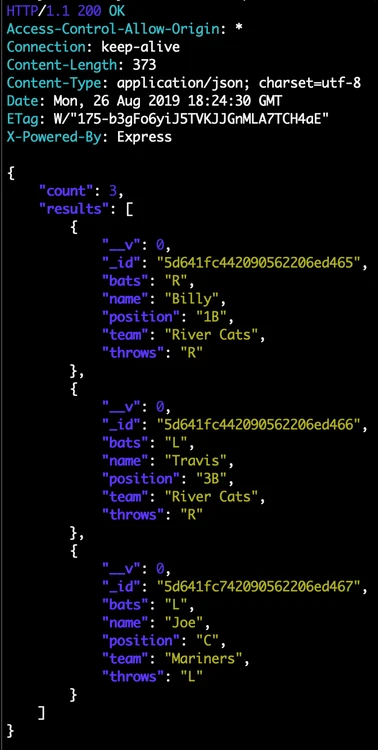 HTTP/1.1 200 OK
Access-Control-Allow-Origin: *
Connection: keep-alive
Content-Length: 373
Content-Type: application/json; charset=utf-8
Date: Mon, 26 Aug 2019 18:24:30 GMT
ETag: W/"175-b3gFo6yiJ5TVKJJGnMLA7TCH4aE"
X-Powered-By: Express

{
    "count": 3,
    "results": [
        {
            "__v": 0,
            "_id": "5d641fc442090562206ed465",
            "bats": "R",
            "name": "Billy",
            "position": "1B",
            "team": "River Cats",
            "throws": "R"
        },
        {
            "__v": 0,
            "_id": "5d641fc442090562206ed466",
            "bats": "L",
            "name": "Travis",
            "position": "3B",
            "team": "River Cats",
            "throws": "R"
        },
        {
            "__v": 0,
            "_id": "5d641fc742090562206ed467",
            "bats": "L",
            "name": "Joe",
            "position": "C",
            "team": "Mariners",
            "throws": "L"
        }
    ]
}